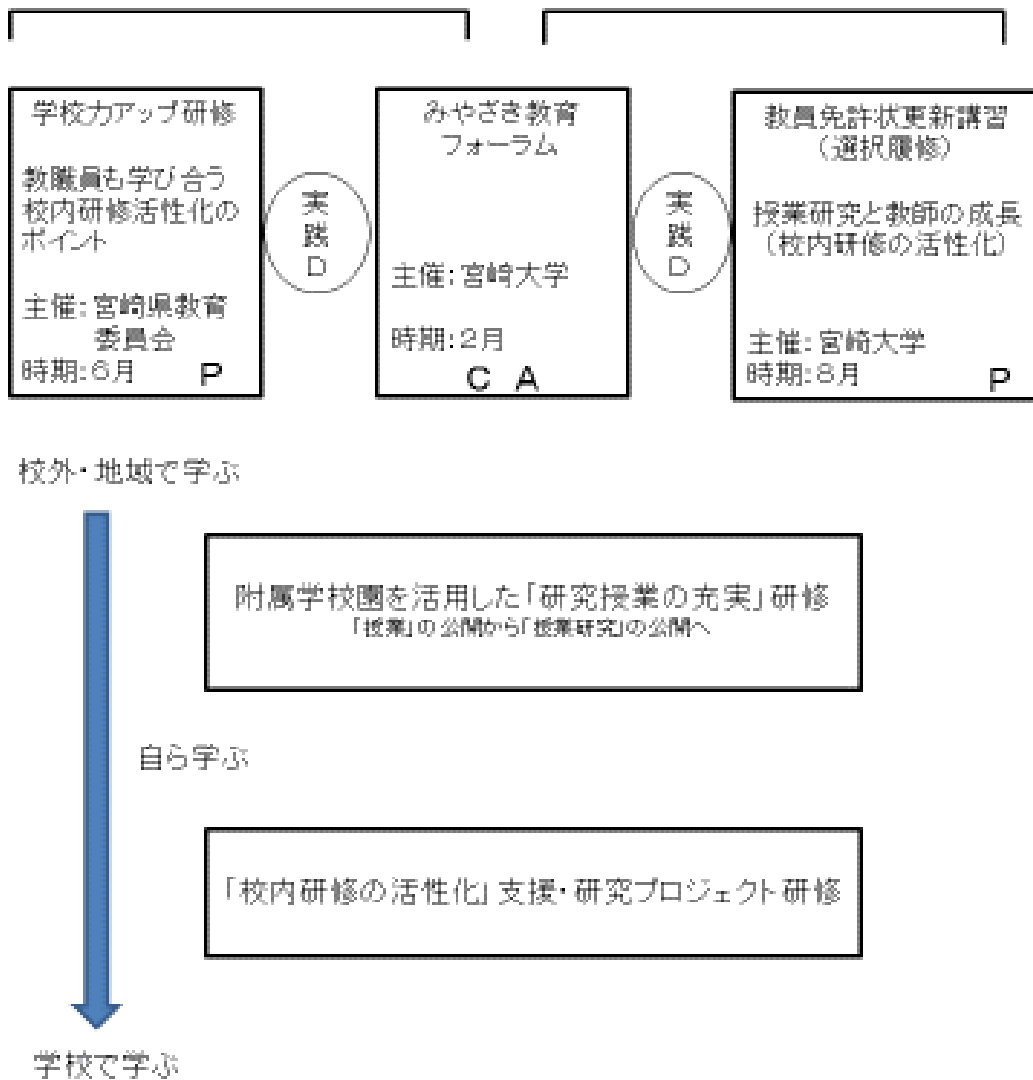 学校力アップ研修
教職員も学び合う
校内研修活性化の
ポイント
主催:宮崎県教育
委員会
時期:6月 P
実
践
D
みやざき教育
フォーラム
主催:宮崎大学
時期:2月
C A
実
践
D
教員免許状更新講習
(選択履修)
授業研究と教師の成長
(校内研修の活性化)
主催:宮崎大学
時期:8月 P
校外・地域で学ぶ
附属学校園を活用した「研究授業の充実」研修
「授業」の公開から「授業研究」の公開へ
自ら学ぶ
「校内研修の活性化」支援・研究プロジェクト研修
学校で学ぶ